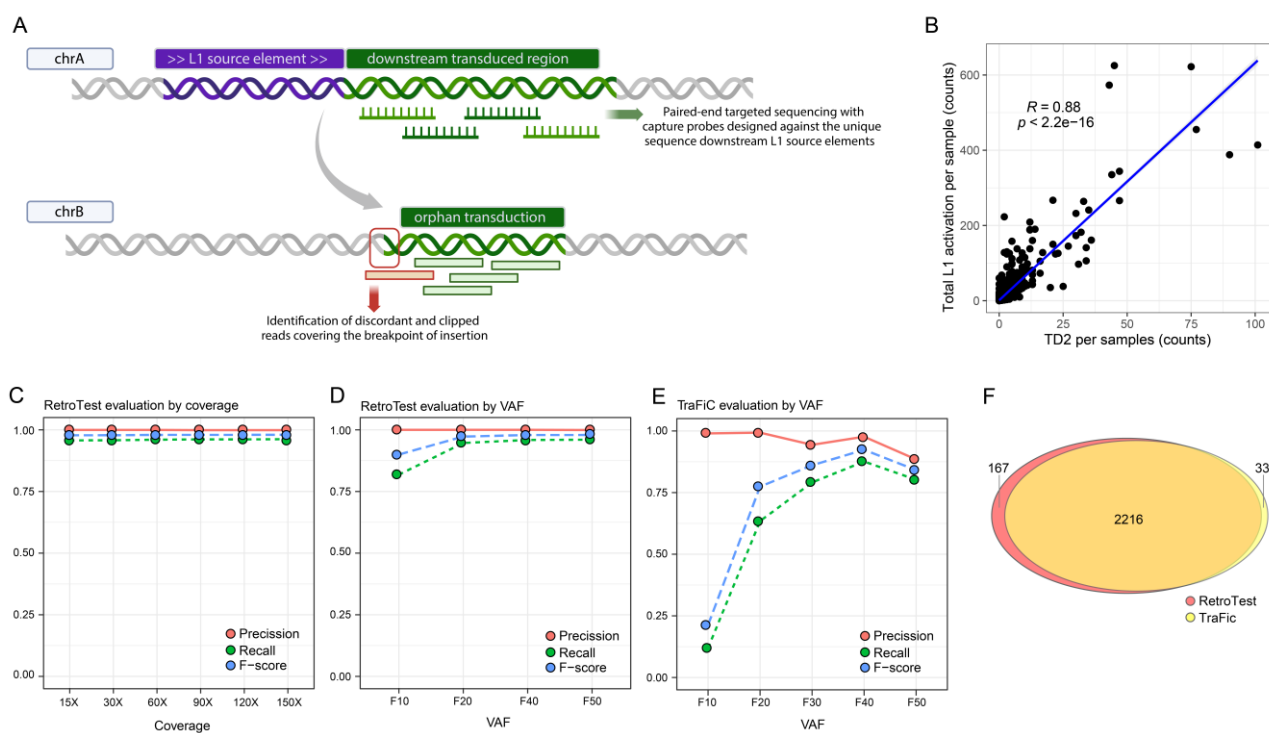 A
chrA
>> L1 source element >>
downstream transduced region
Paired-end targeted sequencing with
capture probes designed against the unique
sequence downstream L1 source elements
chrB
orphan transduction
Identification of discordant and clipped
reads covering the breakpoint of insertion
B
Total L1 activation per sample (counts)
600
400
200
0
R = 0.88
p < 2.2e−16
0
25
50
75
100
TD2 per samples (counts)
C
RetroTest evaluation by coverage
1.00
0.75
0.50
0.25
0.00
Precission
Recall
F−score
15X
30X
60X
90X
120X
150X
Coverage
D
RetroTest evaluation by VAF
1.00
0.75
0.50
0.25
0.00
Precission
Recall
F−score
F10
F20
F40
F50
VAF
E
TraFiC evaluation by VAF
1.00
0.75
0.50
0.25
0.00
Precission
Recall
F−score
F10
F20
F30
F40
F50
VAF
F
167
33
2216
RetroTest
TraFic